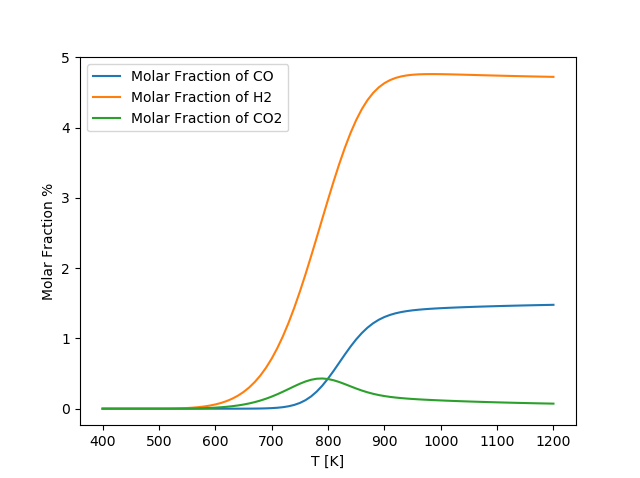 Molar Fraction of CO
Molar Fraction of H2
Molar Fraction of CO2
Molar Fraction %
5
4
3
2
1
0
400 500 600 700 800 900 1000 1100 1200
T [K]